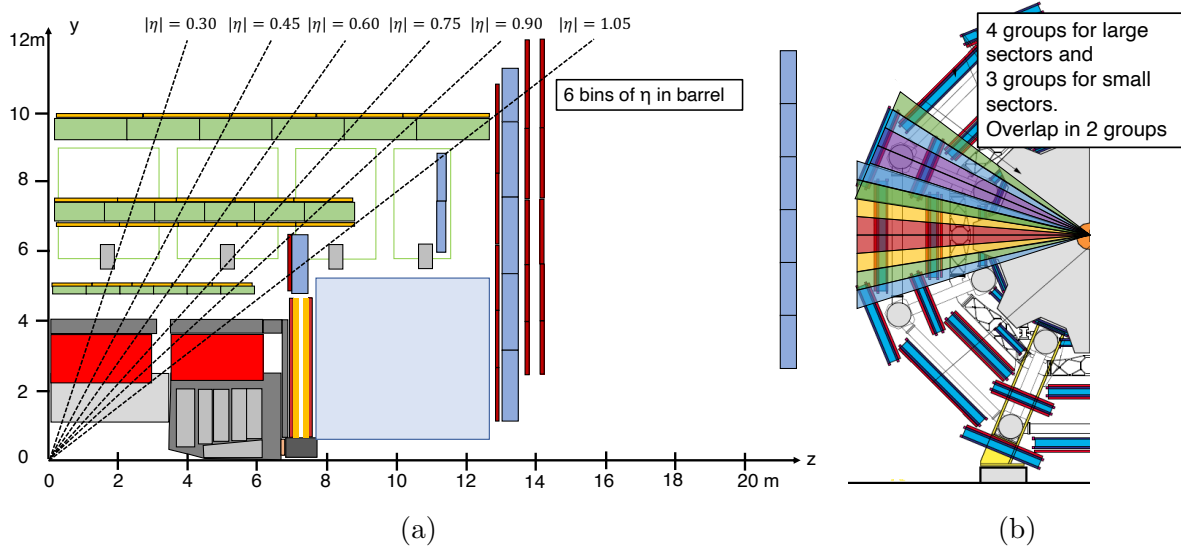 y
|η| = 0.30 |η| = 0.45 |η| = 0.60 |η| = 0.75 |η| = 0.90 |η| = 1.05
12m
10
8
6
4
2
0
6 bins of η in barrel
z
0 2 4 6 8 10 12 14 16 18 20 m
(a)
4 groups for large
sectors and
3 groups for small
sectors.
Overlap in 2 groups
(b)